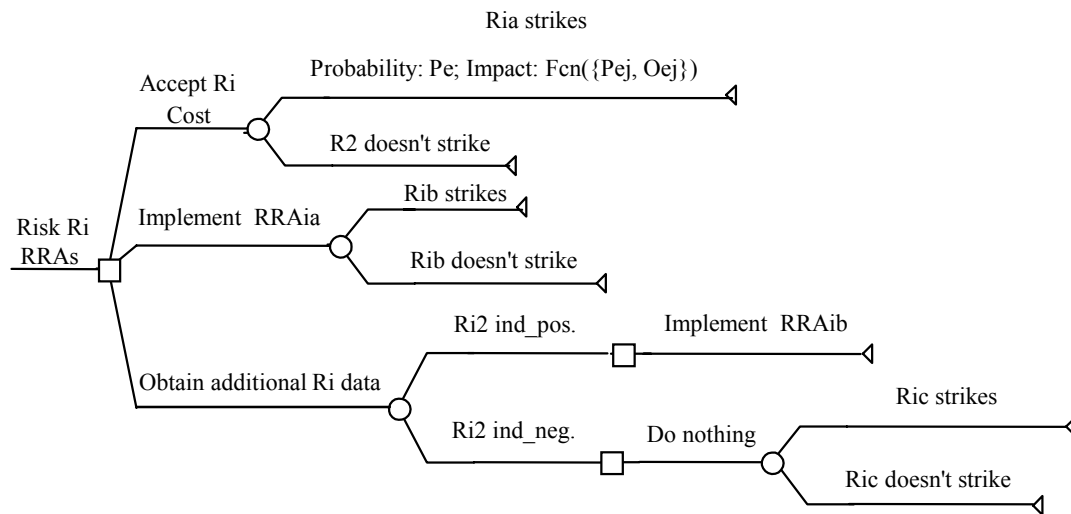 Ria strikes
Probability: Pe; Impact: Fcn({Pej, Oej})
Accept Ri
Cost
R2 doesn't strike
Rib strikes
Implement RRAia
Risk Ri
RRAs
Rib doesn't strike
Ri2 ind_pos.
Implement RRAib
Obtain additional Ri data
Ric strikes
Ri2 ind_neg.
Do nothing
Ric doesn't strike